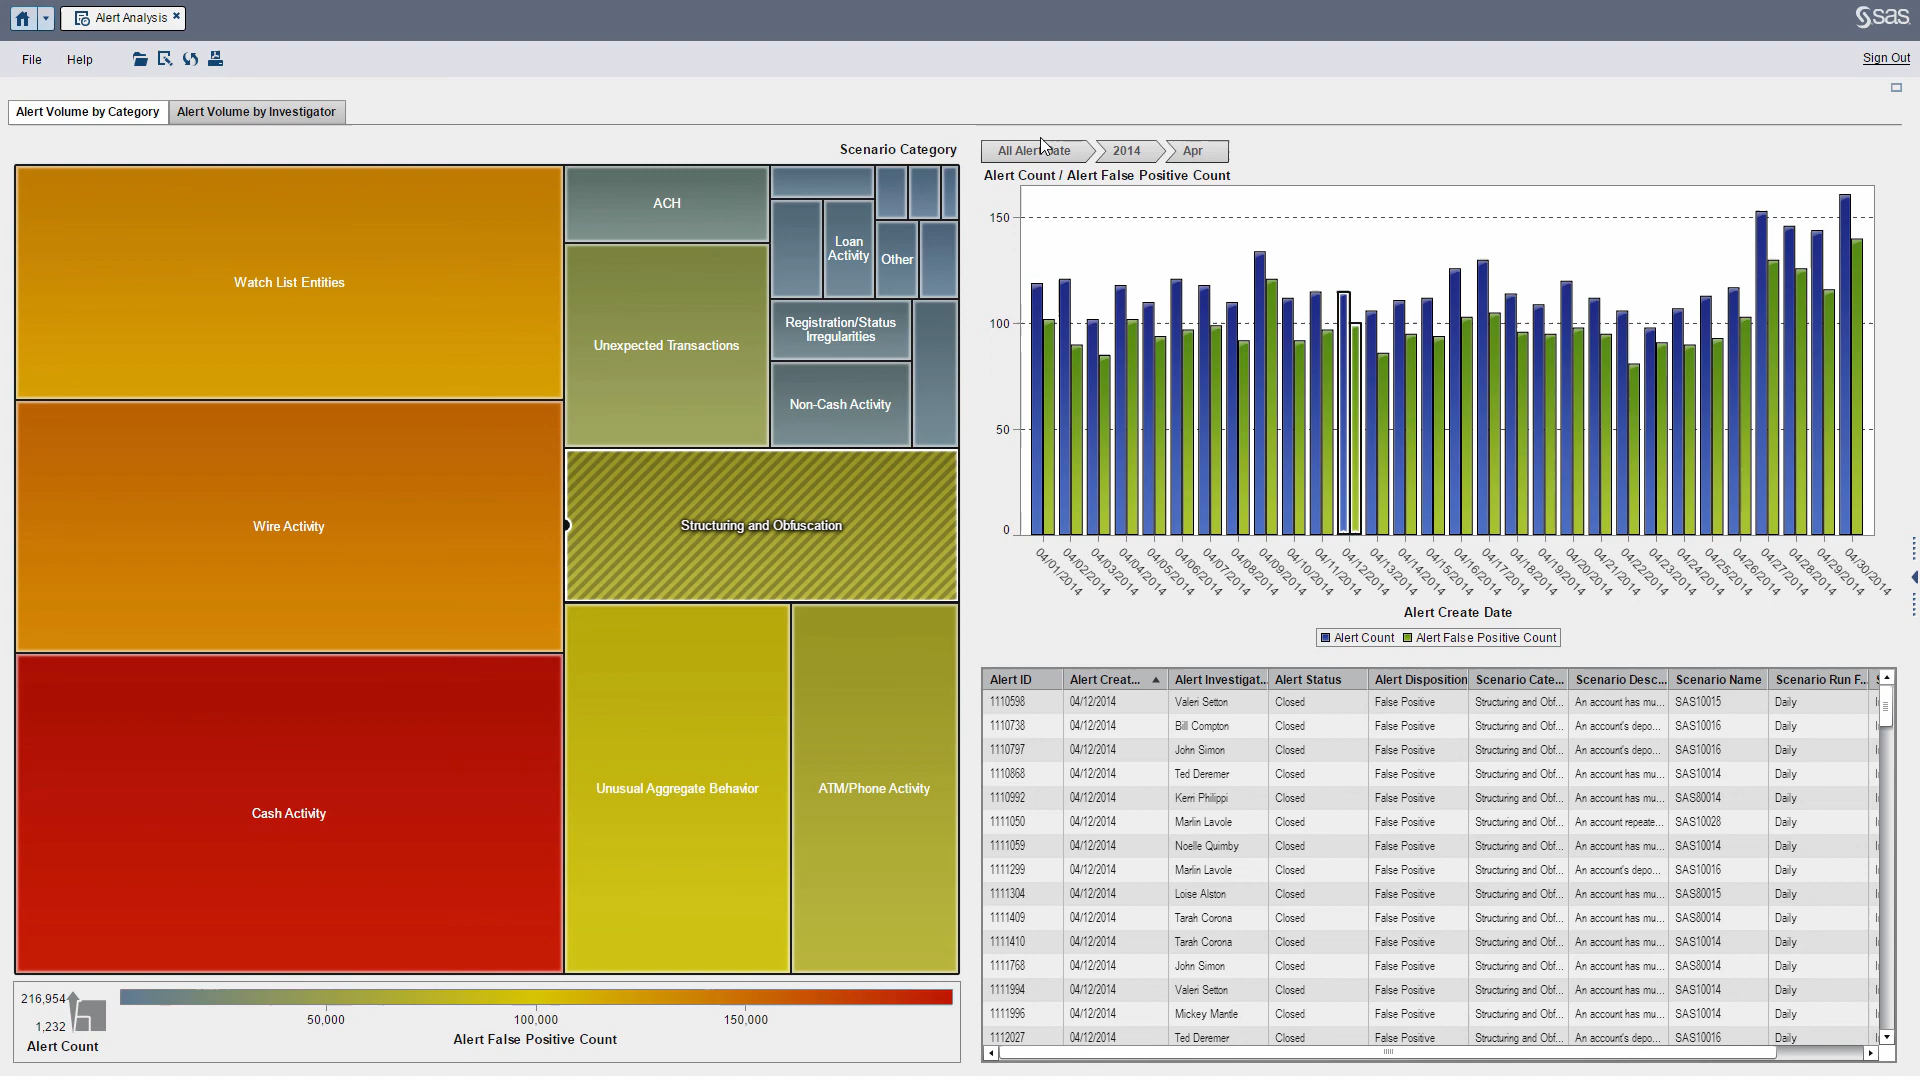 Alert Analysis
sas
File Help
Sign Out
Alert Volume by Category Alert Volume by Investigator
Scenario Category
Watch List Entities
Wire Activity
Cash Activity
ACH
Unexpected Transactions
Loan Activity
Other
Registration/Status Irregularities
Non-Cash Activity
Structuring and Obfuscation
Unusual Aggregate Behavior
ATM/Phone Activity
216,954
1,232
Alert Count
50,000 100,000 150,000
Alert False Positive Count
All Alert Date 2014 Apr
Alert Count / Alert False Positive Count
150
100
50
0
04/01/2014 04/02/2014 04/03/2014 04/04/2014 04/05/2014 04/06/2014 04/07/2014 04/08/2014 04/09/2014 04/10/2014 04/11/2014 04/12/2014 04/13/2014 04/14/2014 04/15/2014 04/16/2014 04/17/2014 04/18/2014 04/19/2014 04/20/2014 04/21/2014 04/22/2014 04/23/2014 04/24/2014 04/25/2014 04/26/2014 04/27/2014 04/28/2014 04/29/2014 04/30/2014
Alert Create Date
Alert Count Alert False Positive Count
Alert ID Alert Creat... Alert Investigat... Alert Status Alert Disposition Scenario Cate... Scenario Desc... Scenario Name Scenario Run F...
1110598 04/12/2014 Valeri Setton Closed False Positive Structuring and Obf... An account has mu... SAS10015 Daily
1110738 04/12/2014 Bill Compton Closed False Positive Structuring and Obf... An account's depo... SAS10016 Daily
1110797 04/12/2014 John Simon Closed False Positive Structuring and Obf... An account's depo... SAS10016 Daily
1110868 04/12/2014 Ted Deremer Closed False Positive Structuring and Obf... An account has mu... SAS10014 Daily
1110992 04/12/2014 Kerri Philippi Closed False Positive Structuring and Obf... An account has mu... SAS80014 Daily
1111050 04/12/2014 Marlin Lavole Closed False Positive Structuring and Obf... An account repeate... SAS10028 Daily
1111059 04/12/2014 Noelle Quimby Closed False Positive Structuring and Obf... An account has mu... SAS10014 Daily
1111299 04/12/2014 Marlin Lavole Closed False Positive Structuring and Obf... An account's depo... SAS10016 Daily
1111304 04/12/2014 Loise Alston Closed False Positive Structuring and Obf... An account has mu... SAS80015 Daily
1111409 04/12/2014 Tarah Corona Closed False Positive Structuring and Obf... An account has mu... SAS80014 Daily
1111410 04/12/2014 Tarah Corona Closed False Positive Structuring and Obf... An account has mu... SAS10014 Daily
1111768 04/12/2014 John Simon Closed False Positive Structuring and Obf... An account has mu... SAS80014 Daily
1111994 04/12/2014 Valeri Setton Closed False Positive Structuring and Obf... An account has mu... SAS10014 Daily
1111996 04/12/2014 Mickey Mantle Closed False Positive Structuring and Obf... An account has mu... SAS10014 Daily
1112027 04/12/2014 Ted Deremer Closed False Positive Structuring and Obf... An account's depo... SAS10016 Daily